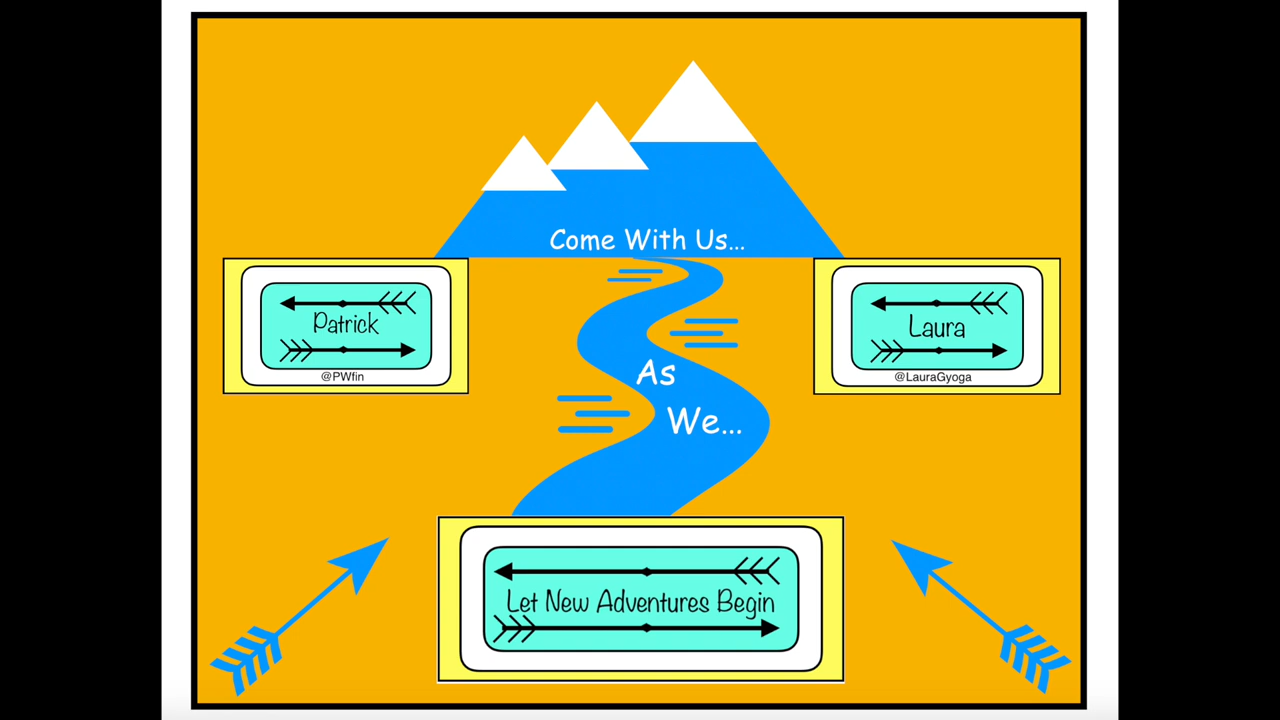 Come With Us...
Patrick
@PWfin
Laura
@LauraGyoga
As
We...
Let New Adventures Begin